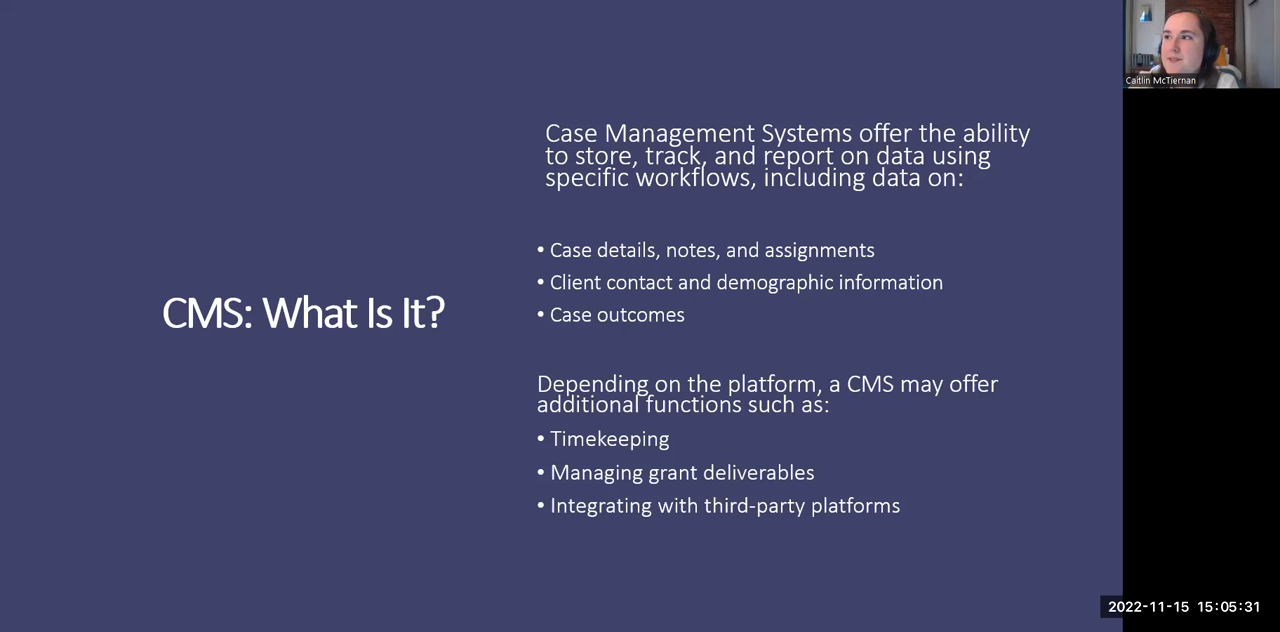 Caitlin McTiernan
CMS: What Is It?
Case Management Systems offer the ability
to store, track, and report on data using
specific workflows, including data on:
• Case details, notes, and assignments
• Client contact and demographic information
• Case outcomes
Depending on the platform, a CMS may offer
additional functions such as:
• Timekeeping
• Managing grant deliverables
• Integrating with third-party platforms
2022-11-15 15:05:31